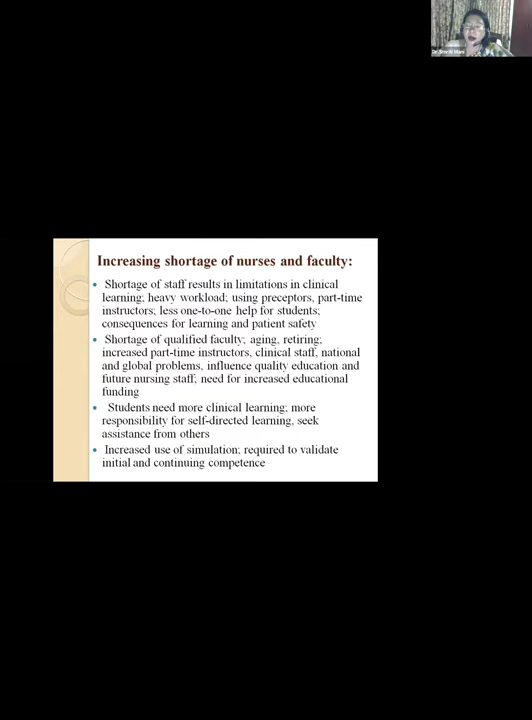 Increasing shortage of nurses and faculty:
Shortage of staff results in limitations in clinical
learning; heavy workload; using preceptors, part-time
instructors; less one-to-one help for students;
consequences for learning and patient safety
Shortage of qualified faculty; aging, retiring;
increased part-time instructors, clinical staff, national
and global problems, influence quality education and
future nursing staff; need for increased educational
funding
Students need more clinical learning; more
responsibility for self-directed learning, seek
assistance from others
Increased use of simulation; required to validate
initial and continuing competence